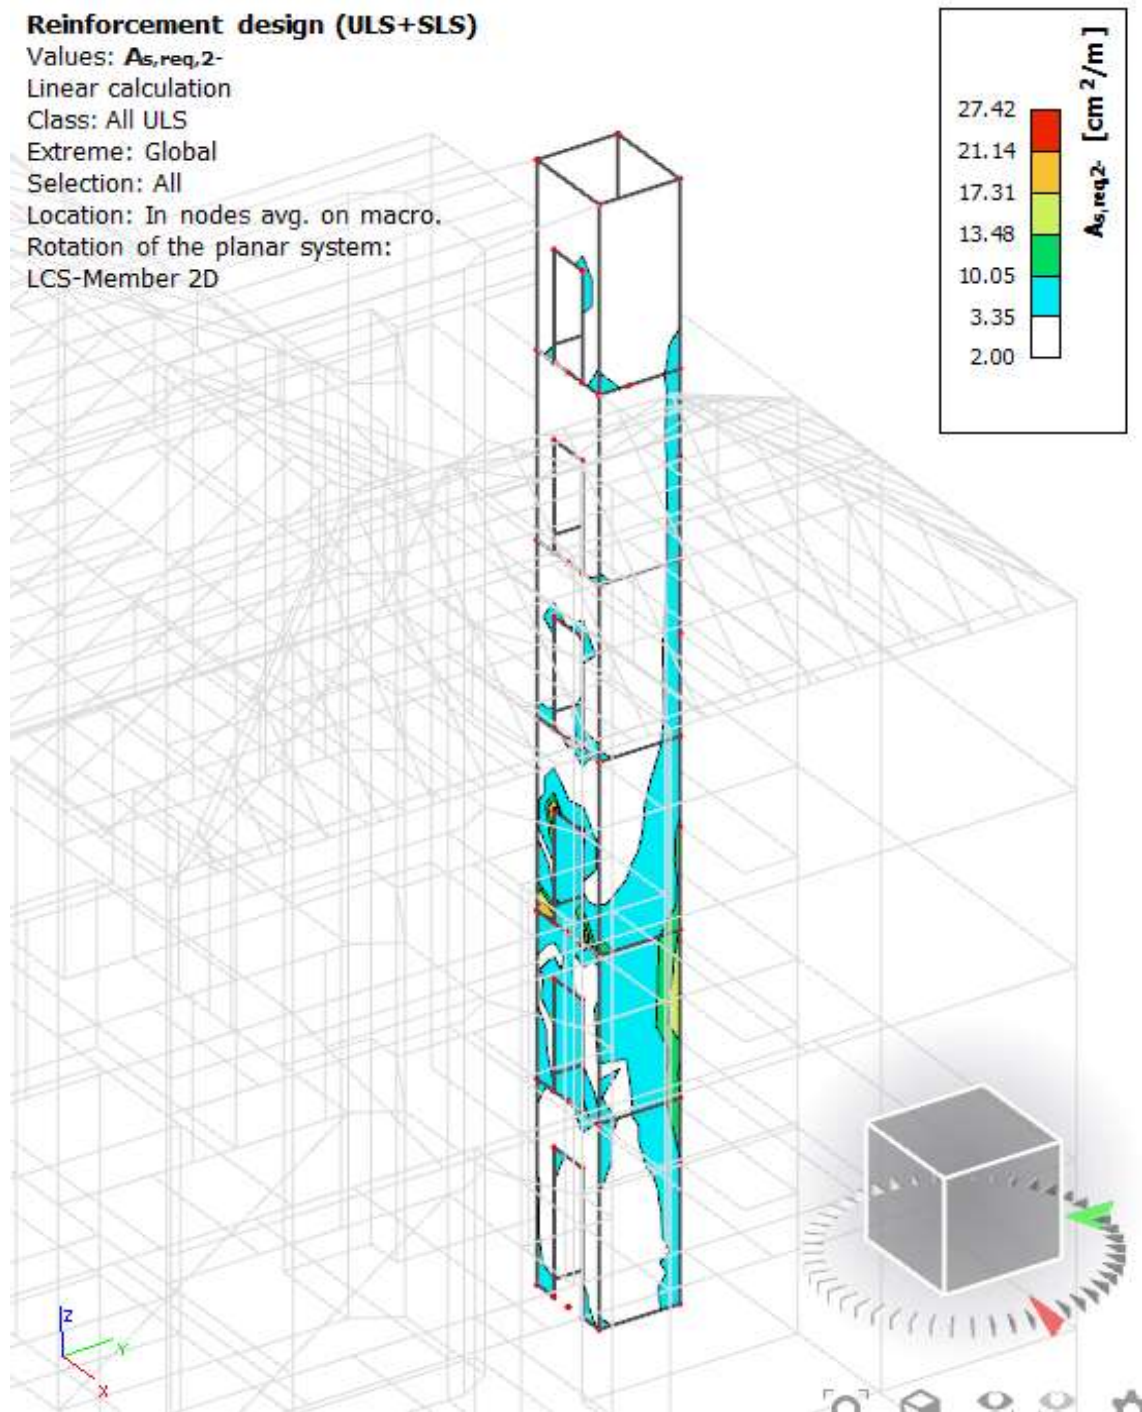 Reinforcement design (ULS+SLS)
Values: As,req,2-
Linear calculation
Class: All ULS
Extreme: Global
Selection: All
Location: In nodes avg. on macro.
Rotation of the planar system:
LCS-Member 2D
As,req,2- [cm²/m]
27.42
21.14
17.31
13.48
10.05
3.35
2.00
Z
Y
X